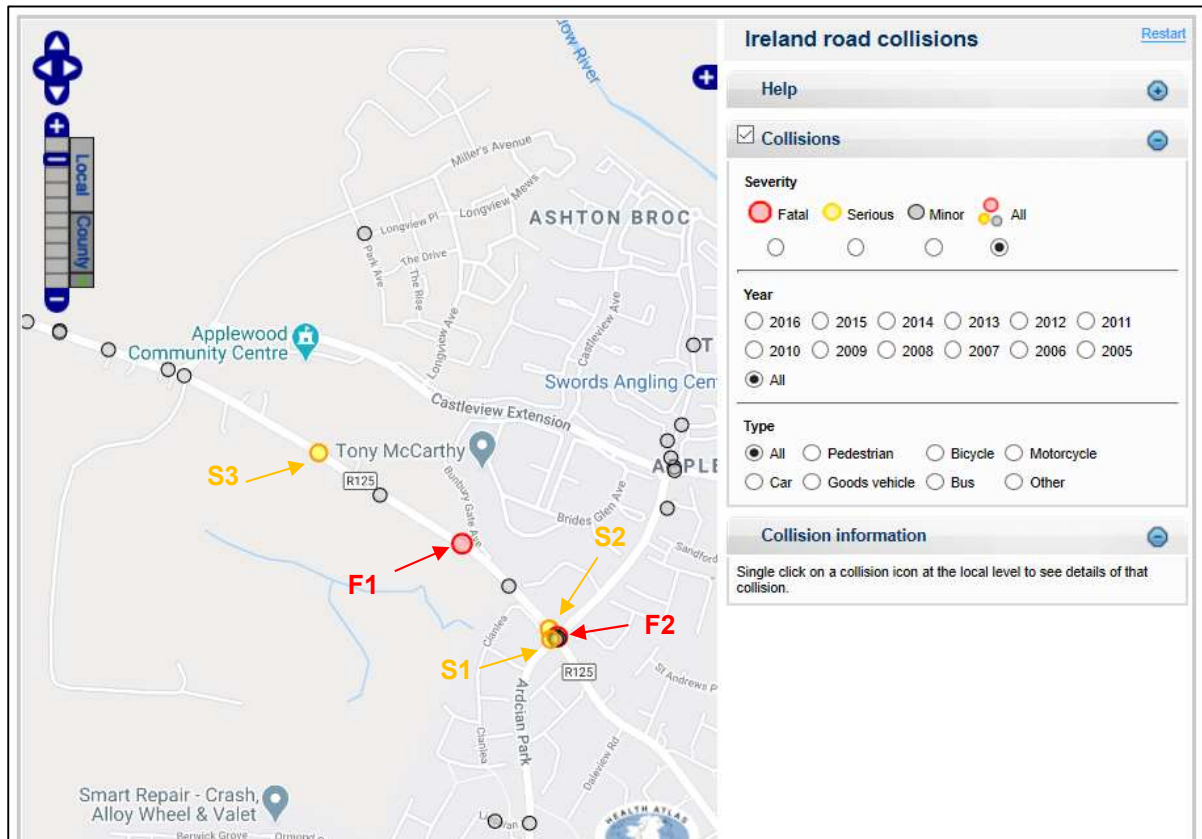 ow River
Miller's Avenue
Longview Mews
Longview Pl
ASHTON BROC
Park Ave
The Drive
The Rise
Longview Ave
Castleview Ave
Local
County
Applewood
Community Centre
OT
Swords Angling Cen
Castleview Extension
Tony McCarthy
APPLE
S3
R125
Bunbury Gate Ave
Brides Glen Ave
S2
Sandford
F1
Clanlea
F2
S1
R125
St Andrews P
Ardcian Park
Clanlea
Daleview Rd
Smart Repair - Crash,
Alloy Wheel & Valet
HEALTH ATLAS
Berwick Grove
Ireland road collisions
Restart
Help
Collisions
Severity
Fatal Serious Minor All
Year
2016 2015 2014 2013 2012 2011
2010 2009 2008 2007 2006 2005
All
Type
All Pedestrian Bicycle Motorcycle
Car Goods vehicle Bus Other
Collision information
Single click on a collision icon at the local level to see details of that
collision.